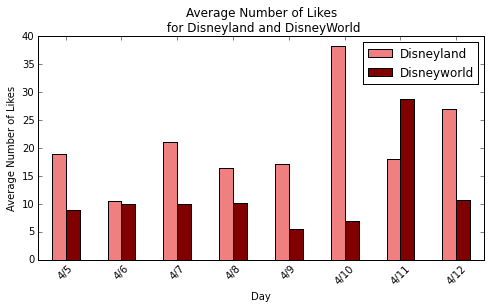 Average Number of Likes
for Disneyland and DisneyWorld
Average Number of Likes
40
35
30
25
20
15
10
5
0
Disneyland
Disneyworld
4/5
4/6
4/7
4/8
4/9
4/10
4/11
4/12
Day